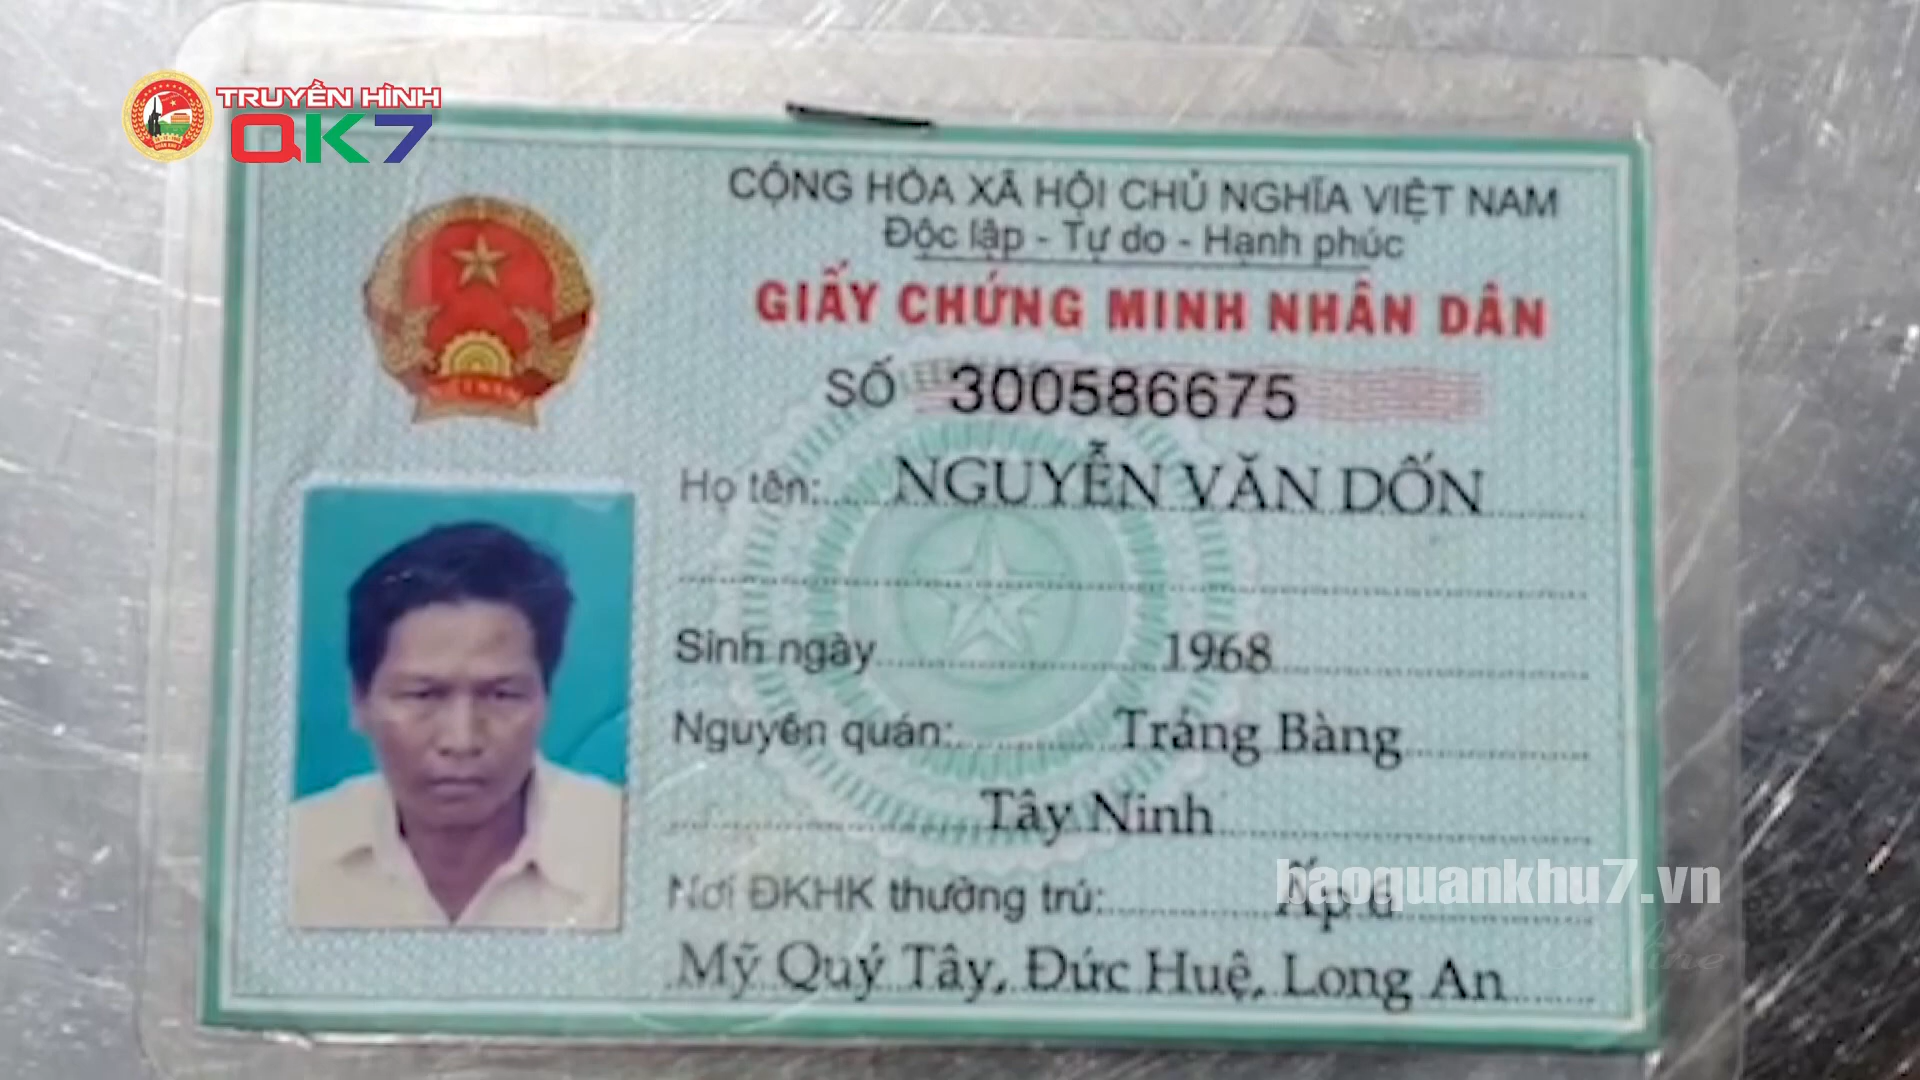 TRUYỀN HÌNH
QK7
CỘNG HÒA XÃ HỘI CHỦ NGHĨA VIỆT NAM
Độc lập - Tự do - Hạnh phúc
GIẤY CHỨNG MINH NHÂN DÂN
SỐ 300586675
Họ tên: NGUYỄN VĂN DỐN
Sinh ngày 1968
Nguyên quán: Trảng Bàng
Tây Ninh
Nơi ĐKHK thường trú: Ấp 6
baoquankhu7.vn
Mỹ Quý Tây, Đức Huệ, Long An